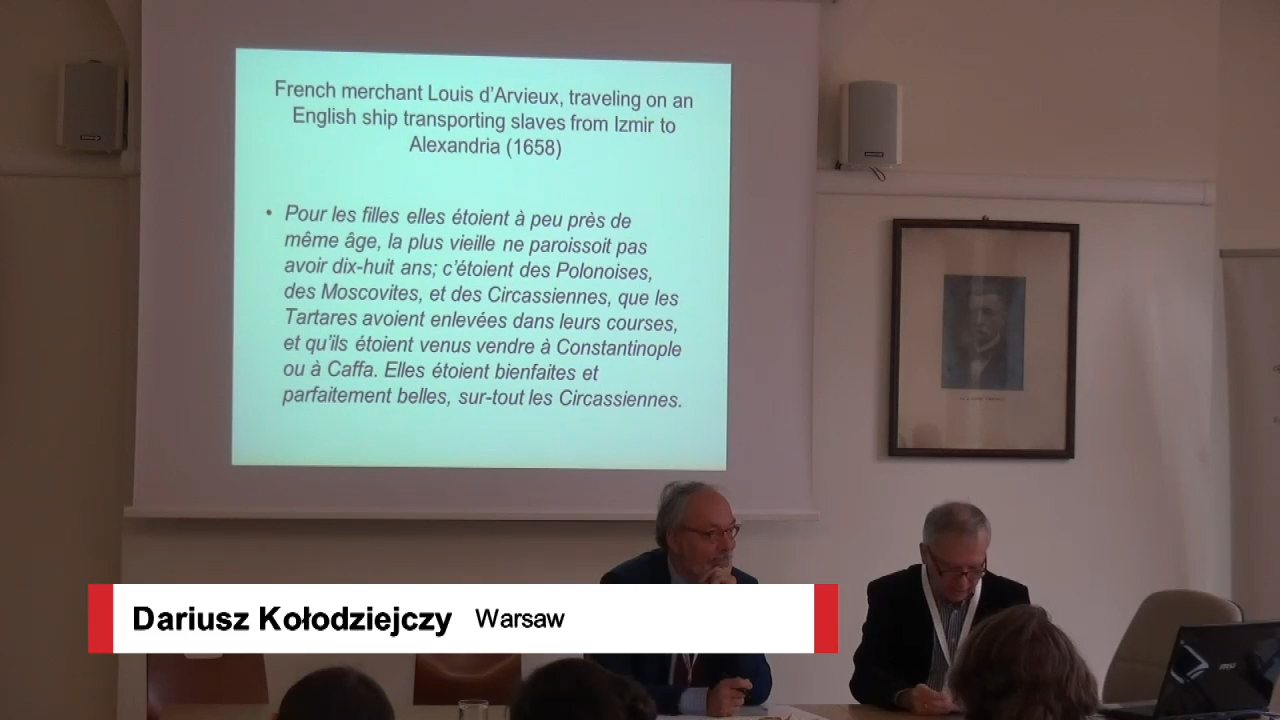 French merchant Louis d'Arvieux, traveling on an
English ship transporting slaves from Izmir to
Alexandria (1658)
• Pour les filles elles étoient à peu près de
même âge, la plus vieille ne paroissoit pas
avoir dix-huit ans; c'étoient des Polonoises,
des Moscovites, et des Circassiennes, que les
Tartares avoient enlevées dans leurs courses,
et qu'ils étoient venus vendre à Constantinople
ou à Caffa. Elles étoient bienfaites et
parfaitement belles, sur-tout les Circassiennes.
Dariusz Kołodziejczy Warsaw
msi